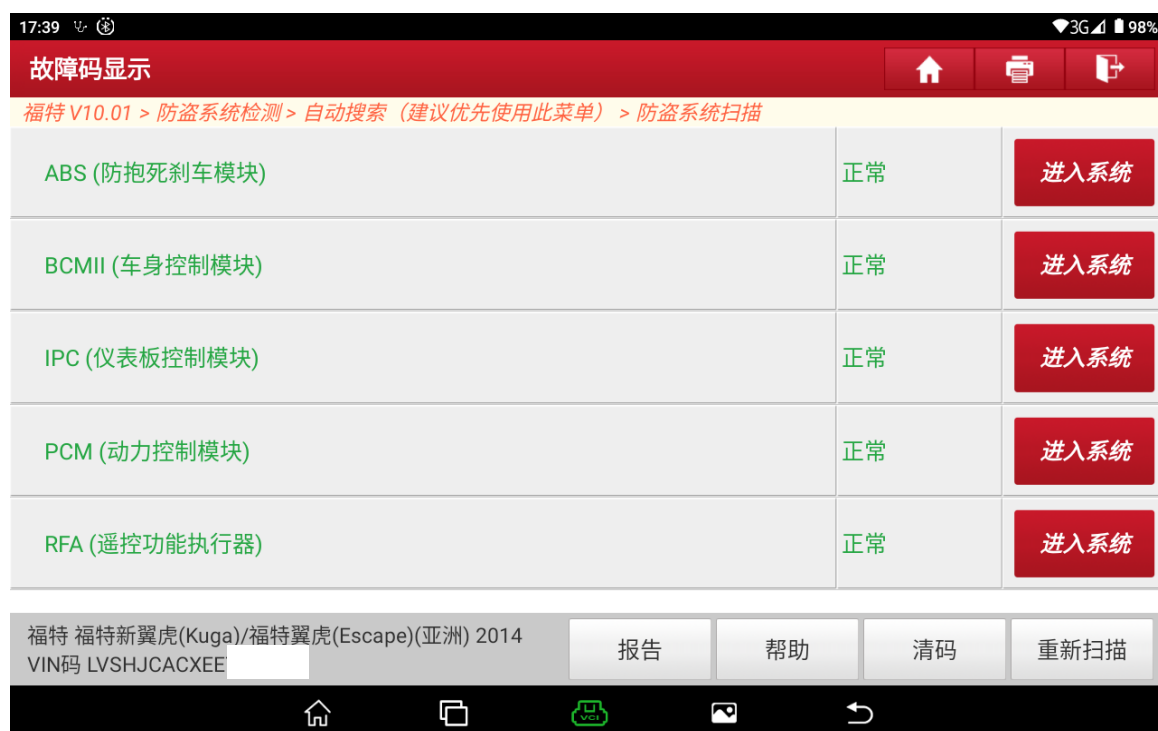 17:39 3G 98%
故障码显示
福特 V10.01 > 防盗系统检测 > 自动搜索（建议优先使用此菜单） > 防盗系统扫描
ABS (防抱死刹车模块) 正常 进入系统
BCMII (车身控制模块) 正常 进入系统
IPC (仪表板控制模块) 正常 进入系统
PCM (动力控制模块) 正常 进入系统
RFA (遥控功能执行器) 正常 进入系统
福特 福特新翼虎(Kuga)/福特翼虎(Escape)(亚洲) 2014
VIN码 LVSHJCACXEE
报告 帮助 清码 重新扫描
VCI